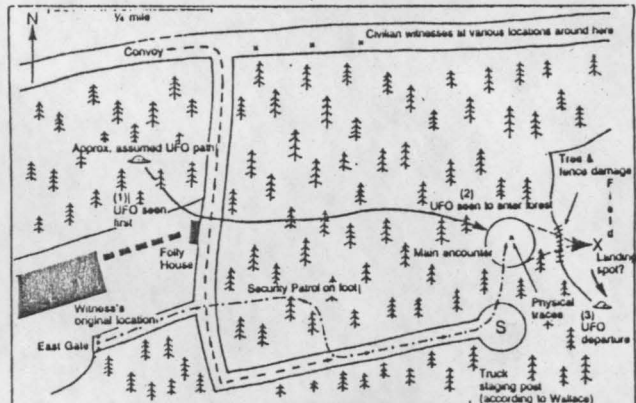 N
¼ mile
Convoy
Civilian witnesses at various locations around here
Approx. assumed UFO path
Tree &
fence damage
Field
(1)
UFO seen
first
(2)
UFO seen to enter forest
Folly
House
Main encounter
X
Landing
spot?
Security Patrol on foot
Witness's
original location
Physical
traces
(3)
UFO
departure
East Gate
S
Truck
staging post
(according to Wallace)